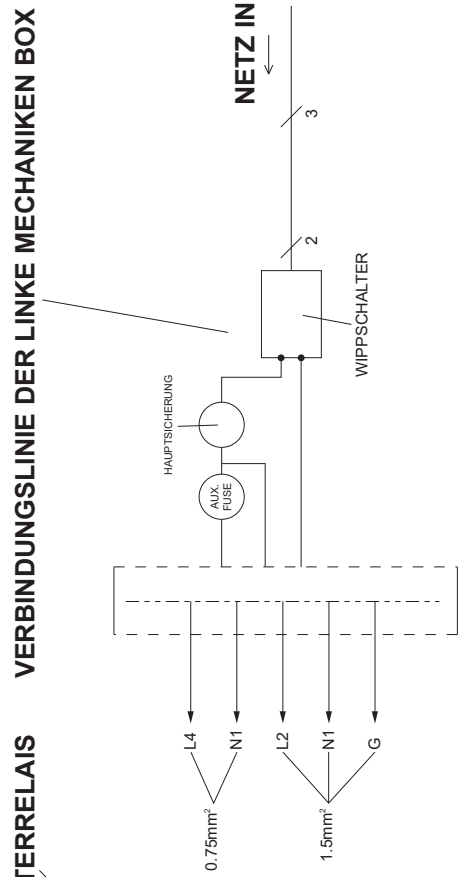 TERRELAIS
VERBINDUNGSLINIE DER LINKE MECHANIKEN BOX
NETZ IN
3
2
WIPPSCHALTER
HAUPTSICHERUNG
AUX.
FUSE
L4
N1
L2
N1
G
0.75mm²
1.5mm²